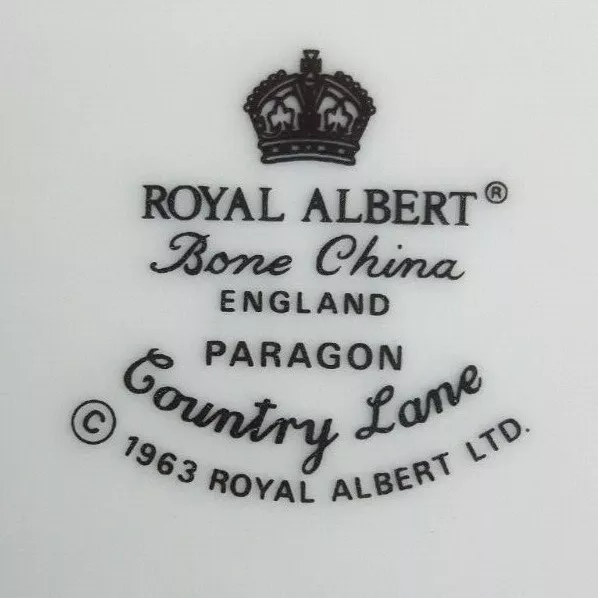 ROYAL ALBERT®
Bone China
ENGLAND
PARAGON
Country Lane
© 1963 ROYAL ALBERT LTD.